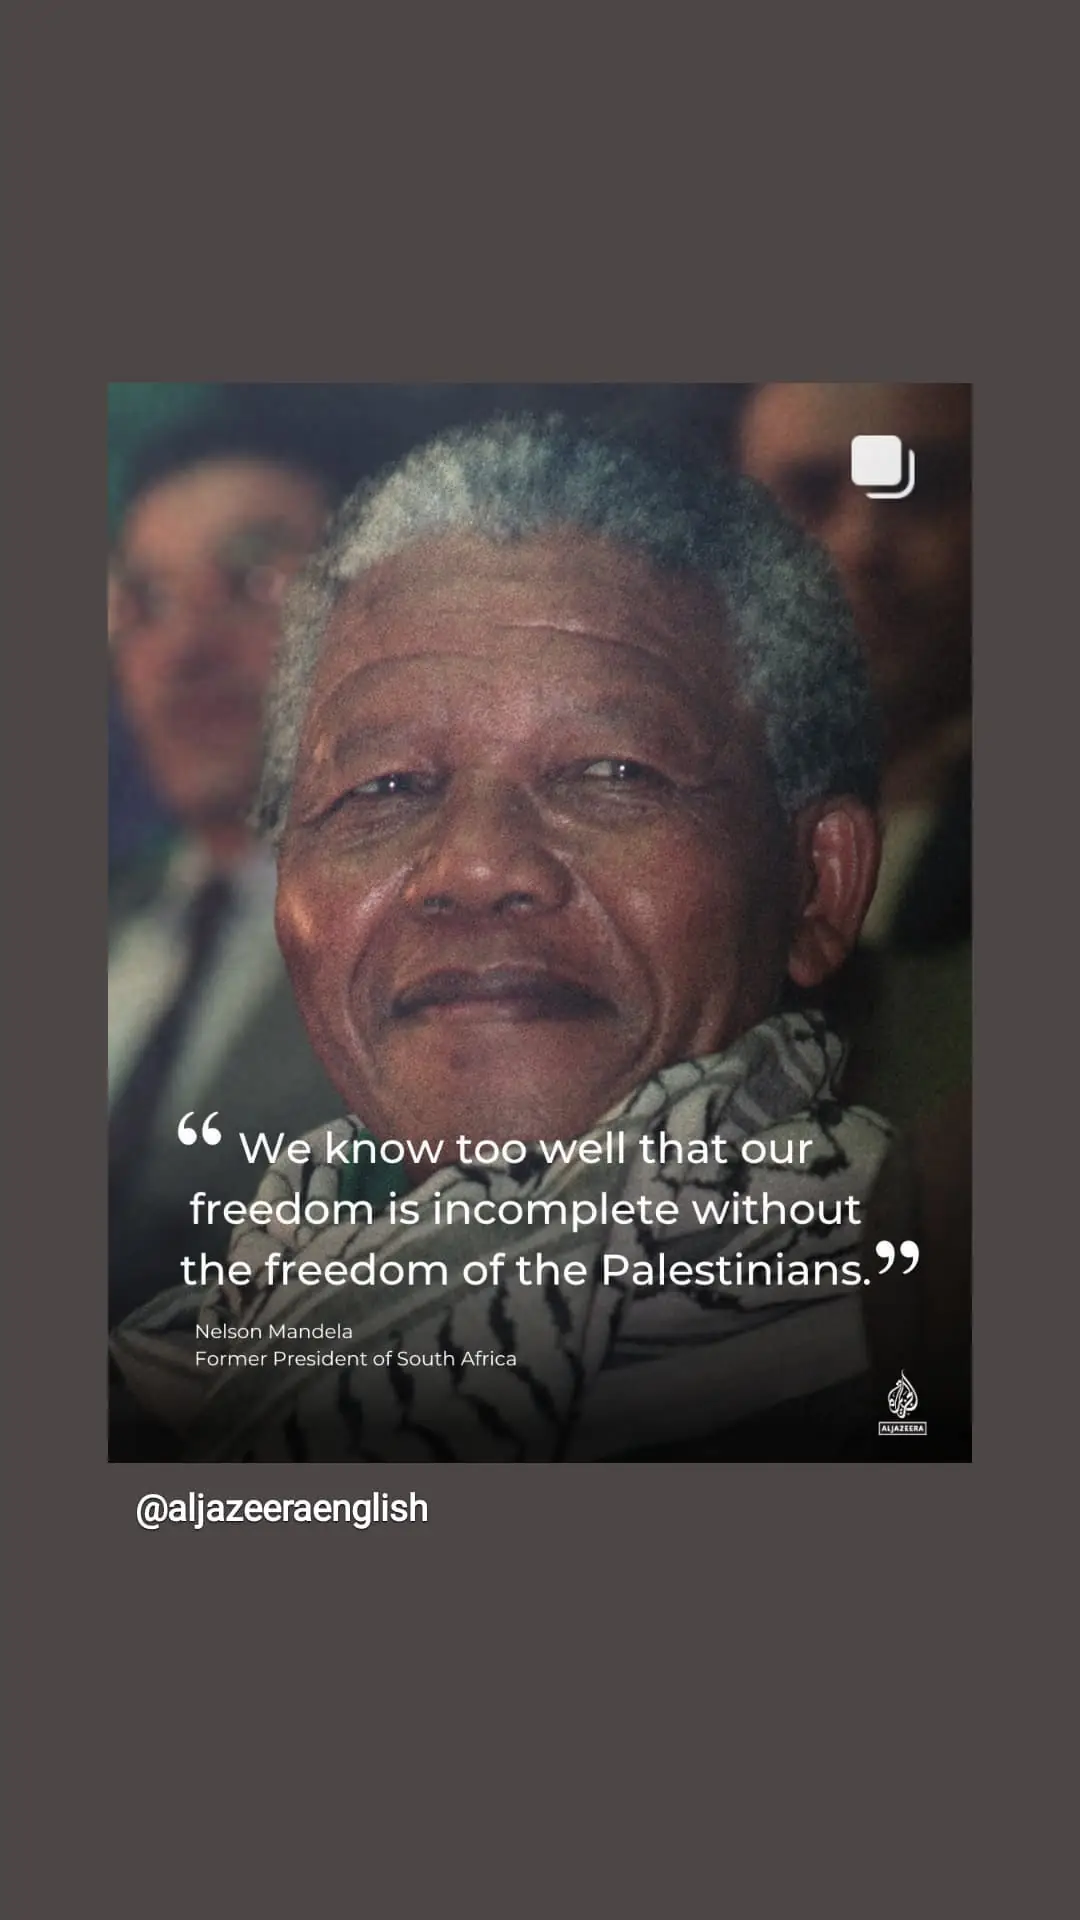 “ We know too well that our
freedom is incomplete without
the freedom of the Palestinians.”
Nelson Mandela
Former President of South Africa
ALJAZEERA
@aljazeeraenglish